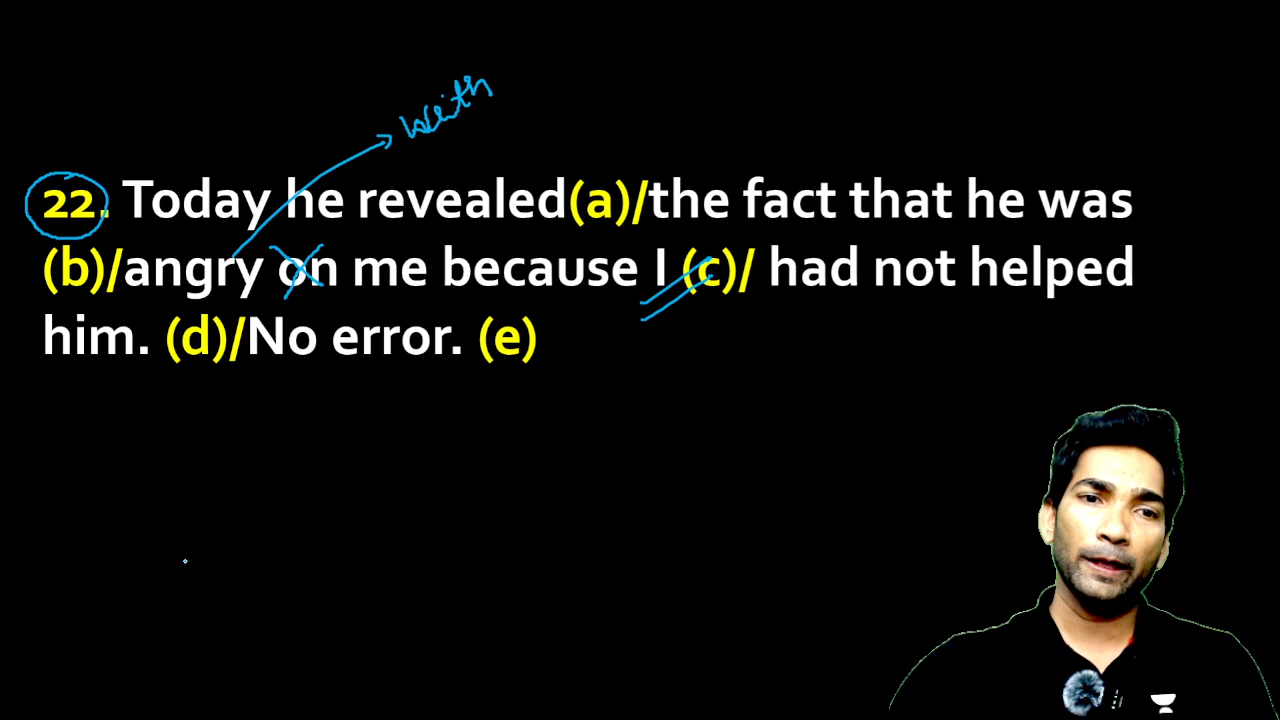 with
22. Today he revealed(a)/the fact that he was
(b)/angry on me because I (c)/ had not helped
him. (d)/No error. (e)